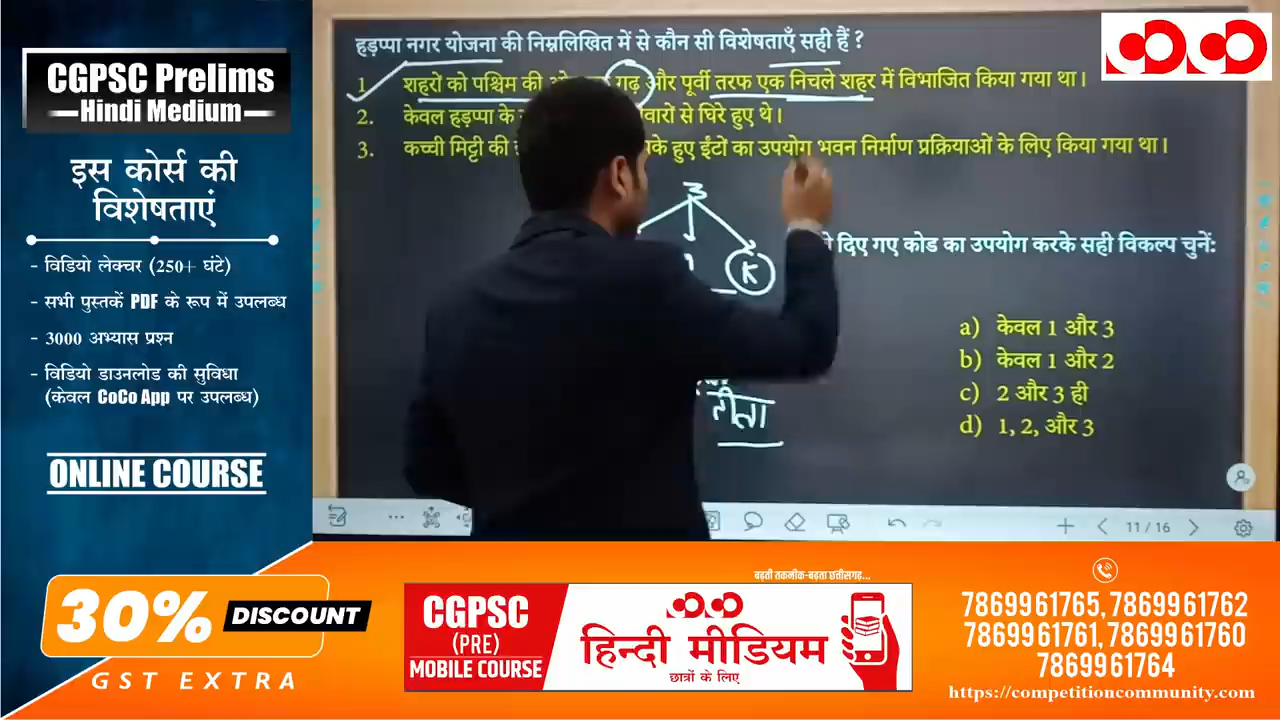 CGPSC Prelims
Hindi Medium
इस कोर्स की
विशेषताएं
- विडियो लेक्चर (250+ घंटे)
- सभी पुस्तकें PDF के रूप में उपलब्ध
- 3000 अभ्यास प्रश्न
- विडियो डाउनलोड की सुविधा
(केवल CoCo App पर उपलब्ध)
ONLINE COURSE
हड़प्पा नगर योजना की निम्नलिखित में से कौन सी विशेषताएँ सही हैं ?
1 शहरों को पश्चिम की गढ़ और पूर्वी तरफ एक निचले शहर में विभाजित किया गया था।
2. केवल हड़प्पा के से घिरे हुए थे।
3. कच्ची मिट्टी की हुए ईंटों का उपयोग भवन निर्माण प्रक्रियाओं के लिए किया गया था।
3
K
दिए गए कोड का उपयोग करके सही विकल्प चुनें:
a) केवल 1 और 3
b) केवल 1 और 2
c) 2 और 3 ही
d) 1, 2, और 3
11 / 16
30% DISCOUNT
GST EXTRA
बढ़ती तकनीक-बढ़ता छत्तीसगढ़...
CGPSC
(PRE)
MOBILE COURSE
हिन्दी मीडियम
छात्रों के लिए
7869961765, 7869961762
7869961761, 7869961760
7869961764
https://competitioncommunity.com